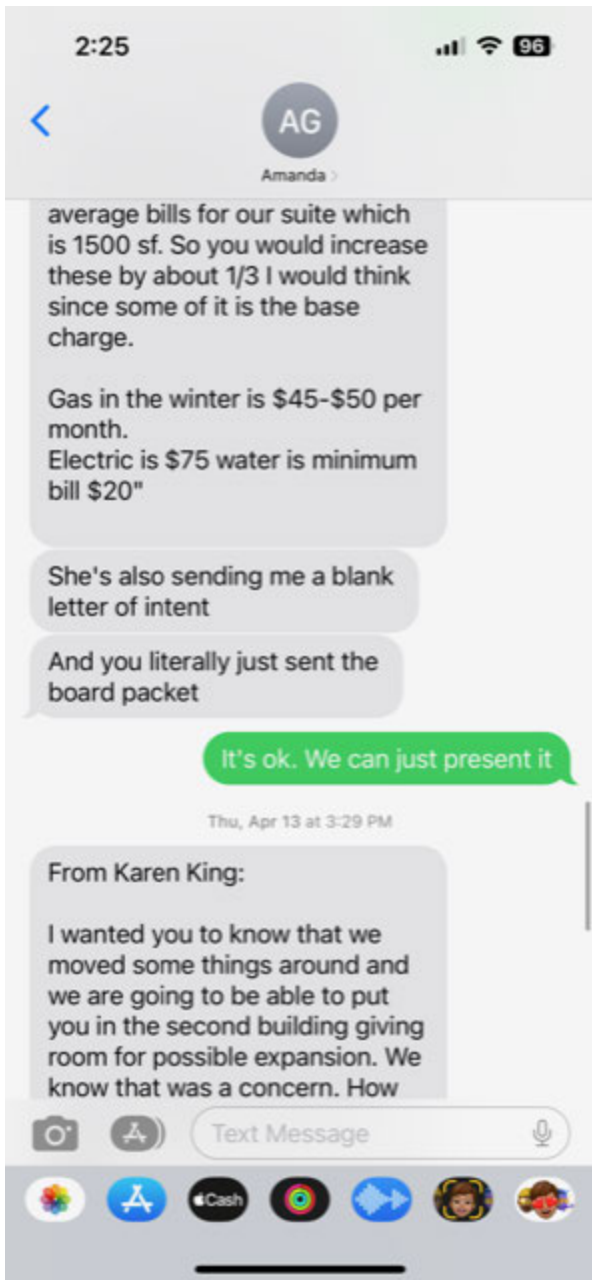 2:25
96
AG
Amanda
average bills for our suite which
is 1500 sf. So you would increase
these by about 1/3 I would think
since some of it is the base
charge.
Gas in the winter is $45-$50 per
month.
Electric is $75 water is minimum
bill $20"
She's also sending me a blank
letter of intent
And you literally just sent the
board packet
It's ok. We can just present it
Thu, Apr 13 at 3:29 PM
From Karen King:
I wanted you to know that we
moved some things around and
we are going to be able to put
you in the second building giving
room for possible expansion. We
know that was a concern. How
Text Message
Cash